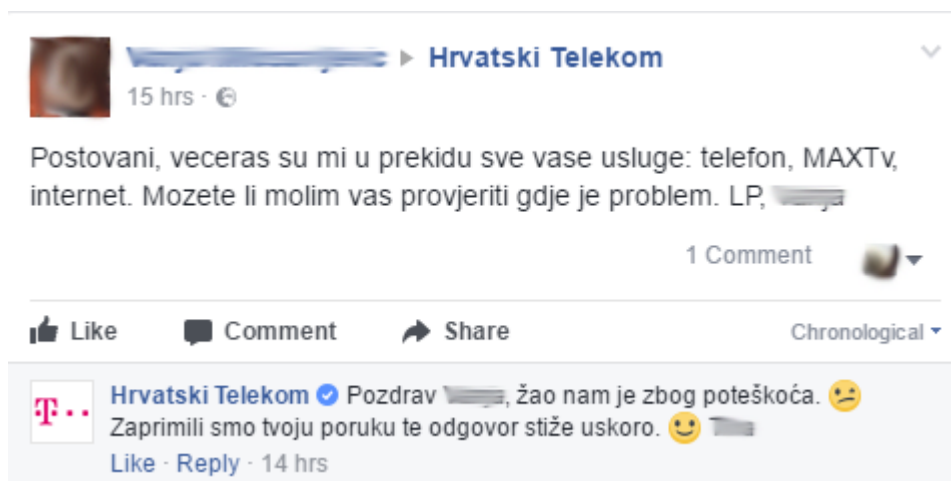 Hrvatski Telekom
15 hrs ·
Postovani, veceras su mi u prekidu sve vase usluge: telefon, MAXTv,
internet. Mozete li molim vas provjeriti gdje je problem. LP,
1 Comment
Like Comment Share Chronological
Hrvatski Telekom Pozdrav , žao nam je zbog poteškoća. 😕
Zaprimili smo tvoju poruku te odgovor stiže uskoro. 🙂
Like · Reply · 14 hrs